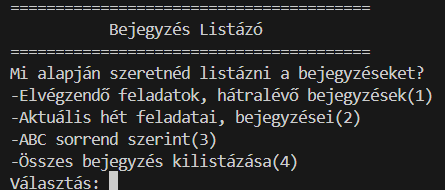 ========================================
Bejegyzés Listázó
========================================
Mi alapján szeretnéd listázni a bejegyzéseket?
-Elvégzendő feladatok, hátralévő bejegyzések(1)
-Aktuális hét feladatai, bejegyzései(2)
-ABC sorrend szerint(3)
-Összes bejegyzés kilistázása(4)
Választás: